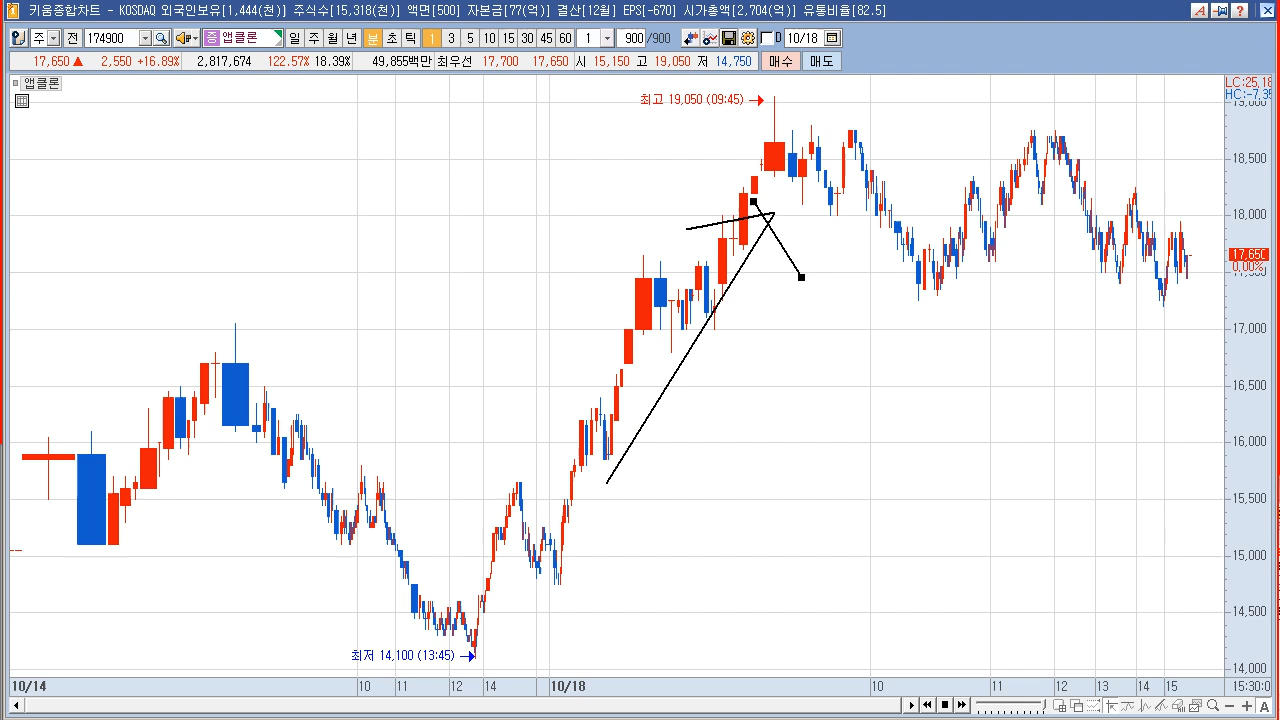 키움종합차트 - KOSDAQ 외국인보유[1,444(천)] 주식수[15,318(천)] 액면[500] 자본금[77(억)] 결산[12월] EPS[-670] 시가총액[2,704(억)] 유통비율[82.5]
주 전 174900 증 앱클론 일 주 월 년 분 초 틱 1 3 5 10 15 30 45 60 1 900 /900 D 10/18
17,650 ▲ 2,550 +16.89% 2,817,674 122.57% 18.39% 49,855백만 최우선 17,700 17,650 시 15,150 고 19,050 저 14,750 매수 매도
앱클론
LC:25,18
HC:-7,35
최고 19,050 (09:45)
18,500
18,000
17,650
0,00%
17,000
16,500
16,000
15,500
15,000
14,500
최저 14,100 (13:45)
14,000
10/14 10 11 12 14 10/18 10 11 12 13 14 15 15:30:0
A